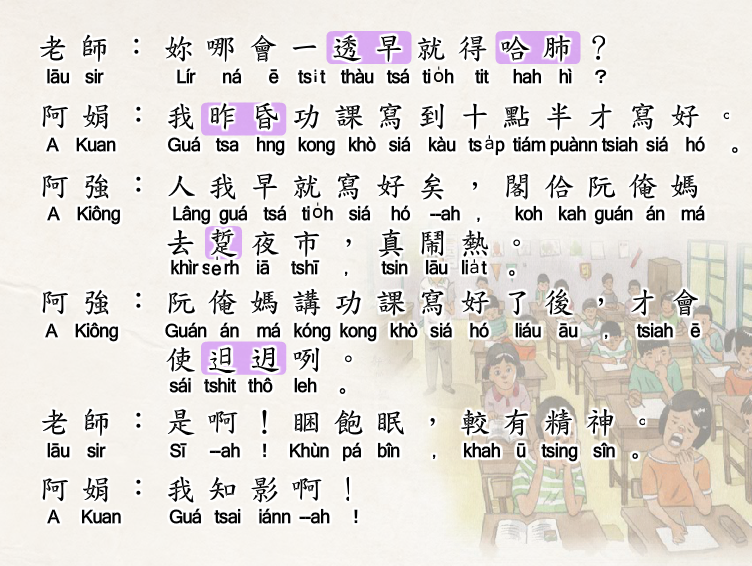 老師：妳哪會一透早就得哈肺？
lāu sir Lír ná ē tsi̍t thàu tsá tio̍h tit hah hì ?
阿娟：我昨昏功課寫到十點半才寫好。
A Kuan Guá tsa hng kong khò siá kàu tsa̍p tiám puànn tsiah siá hó 。
阿強：人我早就寫好矣，閣佮阮俺媽
A Kiông Lâng guá tsá tio̍h siá hó --ah , koh kah guán án má
去踅夜市，真鬧熱。
khìr se̍rh iā tshī , tsin lāu lia̍t 。
阿強：阮俺媽講功課寫好了後，才會
A Kiông Guán án má kóng kong khò siá hó liáu āu , tsiah ē
使𨑨迌咧。
sái tshit thô leh 。
老師：是啊！睏飽眠，較有精神。
lāu sir Sī --ah ! Khùn pá bîn , khah ū tsing sîn 。
阿娟：我知影啊！
A Kuan Guá tsai iánn --ah !